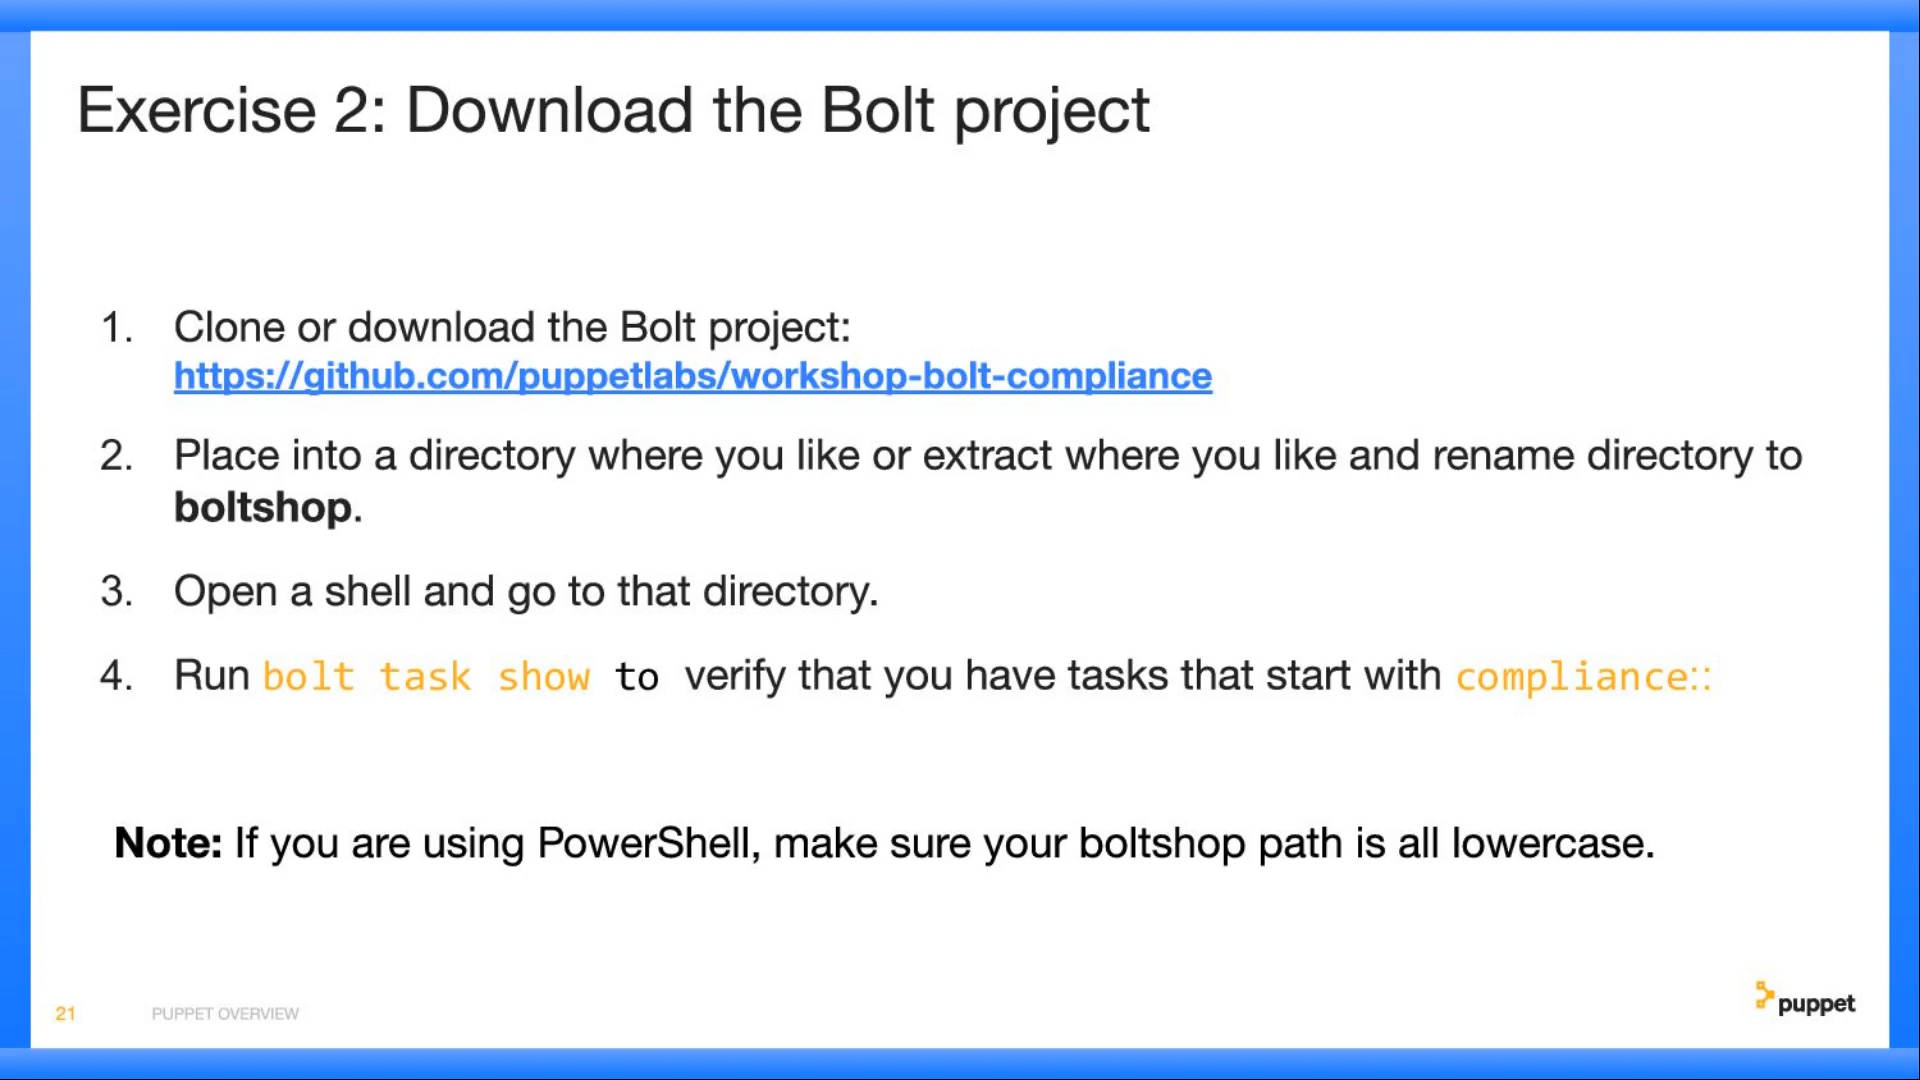 Exercise 2: Download the Bolt project
1. Clone or download the Bolt project:
https://github.com/puppetlabs/workshop-bolt-compliance
2. Place into a directory where you like or extract where you like and rename directory to
boltshop.
3. Open a shell and go to that directory.
4. Run bolt task show to verify that you have tasks that start with compliance::
Note: If you are using PowerShell, make sure your boltshop path is all lowercase.
21 PUPPET OVERVIEW
puppet